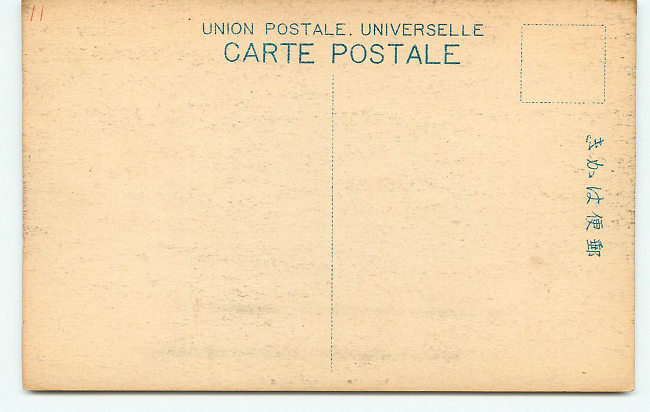 11
UNION POSTALE. UNIVERSELLE
CARTE POSTALE
郵便はかき